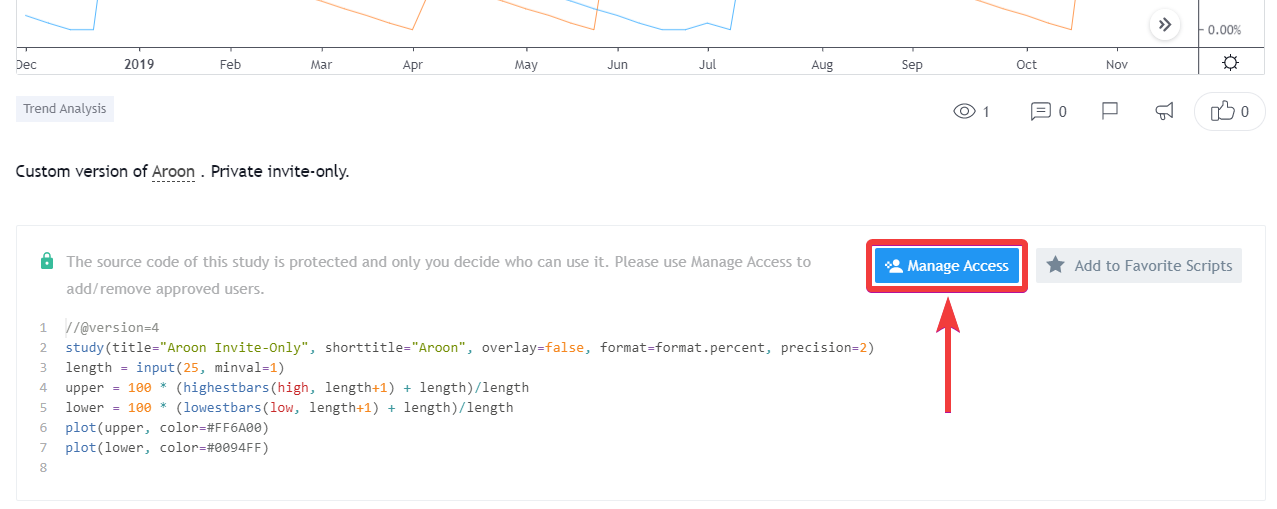 0.00%
Dec 2019 Feb Mar Apr May Jun Jul Aug Sep Oct Nov
Trend Analysis
1 0 0
Custom version of Aroon . Private invite-only.
The source code of this study is protected and only you decide who can use it. Please use Manage Access to
add/remove approved users.
Manage Access
Add to Favorite Scripts
1 //@version=4
2 study(title="Aroon Invite-Only", shorttitle="Aroon", overlay=false, format=format.percent, precision=2)
3 length = input(25, minval=1)
4 upper = 100 * (highestbars(high, length+1) + length)/length
5 lower = 100 * (lowestbars(low, length+1) + length)/length
6 plot(upper, color=#FF6A00)
7 plot(lower, color=#0094FF)
8